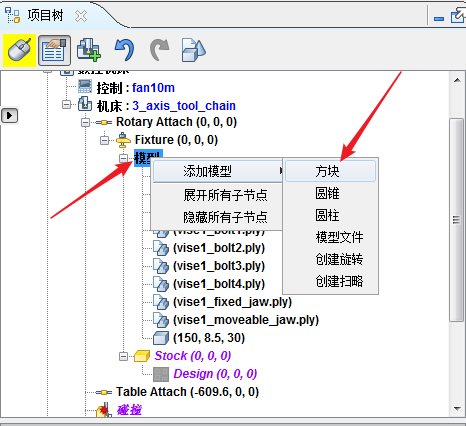 项目树
数控机床
控制 : fan10m
机床 : 3_axis_tool_chain
Rotary Attach (0, 0, 0)
Fixture (0, 0, 0)
模型
添加模型
展开所有子节点
隐藏所有子节点
方块
圆锥
圆柱
模型文件
创建旋转
创建扫略
(vise1_bolt2.ply)
(vise1_bolt3.ply)
(vise1_bolt4.ply)
(vise1_fixed_jaw.ply)
(vise1_moveable_jaw.ply)
(150, 8.5, 30)
Stock (0, 0, 0)
Design (0, 0, 0)
Table Attach (-609.6, 0, 0)
碰撞